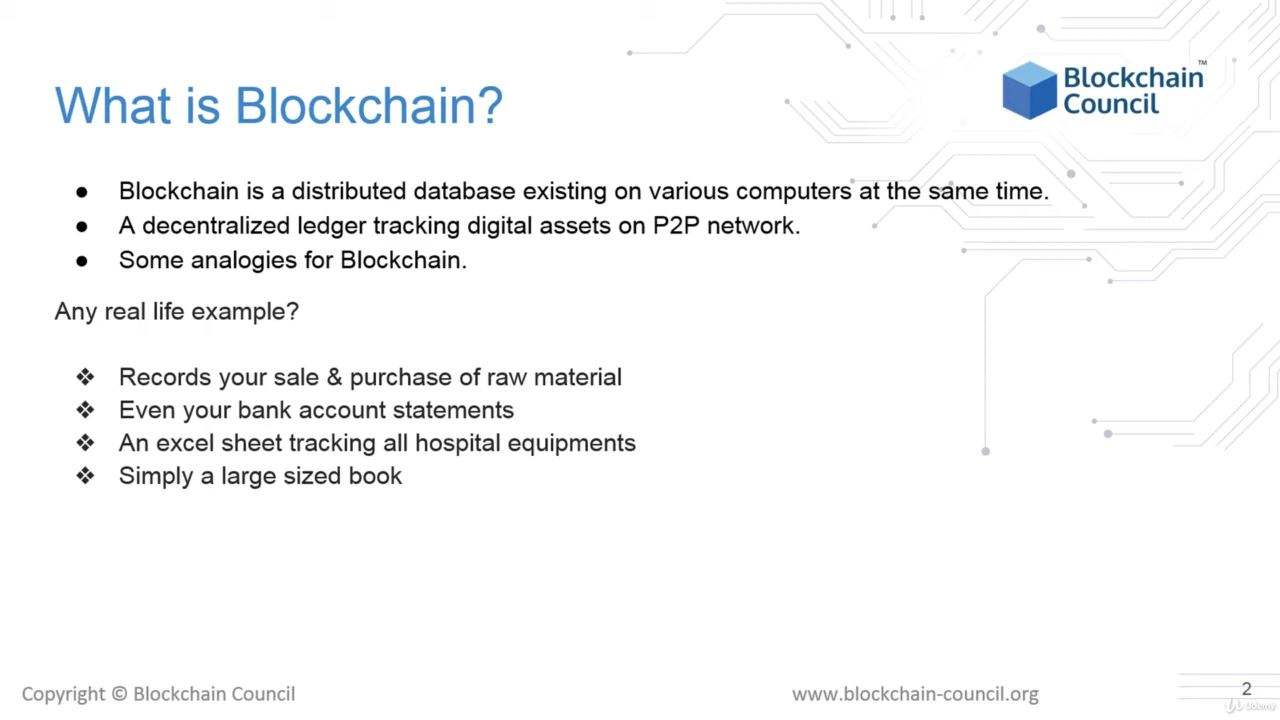 Blockchain
Council
™
What is Blockchain?
● Blockchain is a distributed database existing on various computers at the same time.
● A decentralized ledger tracking digital assets on P2P network.
● Some analogies for Blockchain.
Any real life example?
❖ Records your sale & purchase of raw material
❖ Even your bank account statements
❖ An excel sheet tracking all hospital equipments
❖ Simply a large sized book
Copyright © Blockchain Council
www.blockchain-council.org
2
Udemy